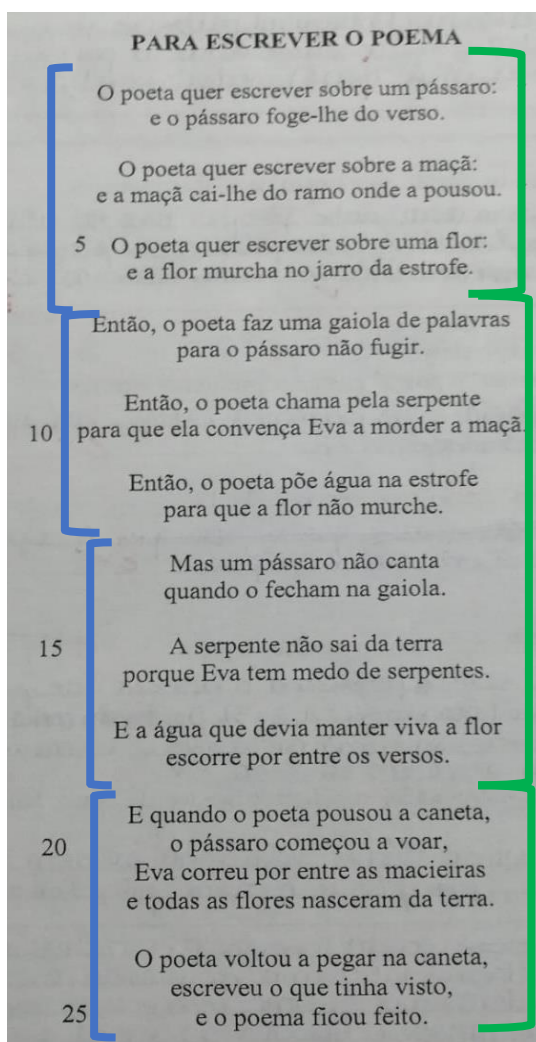 PARA ESCREVER O POEMA
O poeta quer escrever sobre um pássaro:
e o pássaro foge-lhe do verso.
O poeta quer escrever sobre a maçã:
e a maçã cai-lhe do ramo onde a pousou.
5 O poeta quer escrever sobre uma flor:
e a flor murcha no jarro da estrofe.
Então, o poeta faz uma gaiola de palavras
para o pássaro não fugir.
Então, o poeta chama pela serpente
10 para que ela convença Eva a morder a maçã.
Então, o poeta põe água na estrofe
para que a flor não murche.
Mas um pássaro não canta
quando o fecham na gaiola.
15 A serpente não sai da terra
porque Eva tem medo de serpentes.
E a água que devia manter viva a flor
escorre por entre os versos.
E quando o poeta pousou a caneta,
20 o pássaro começou a voar,
Eva correu por entre as macieiras
e todas as flores nasceram da terra.
O poeta voltou a pegar na caneta,
escreveu o que tinha visto,
25 e o poema ficou feito.